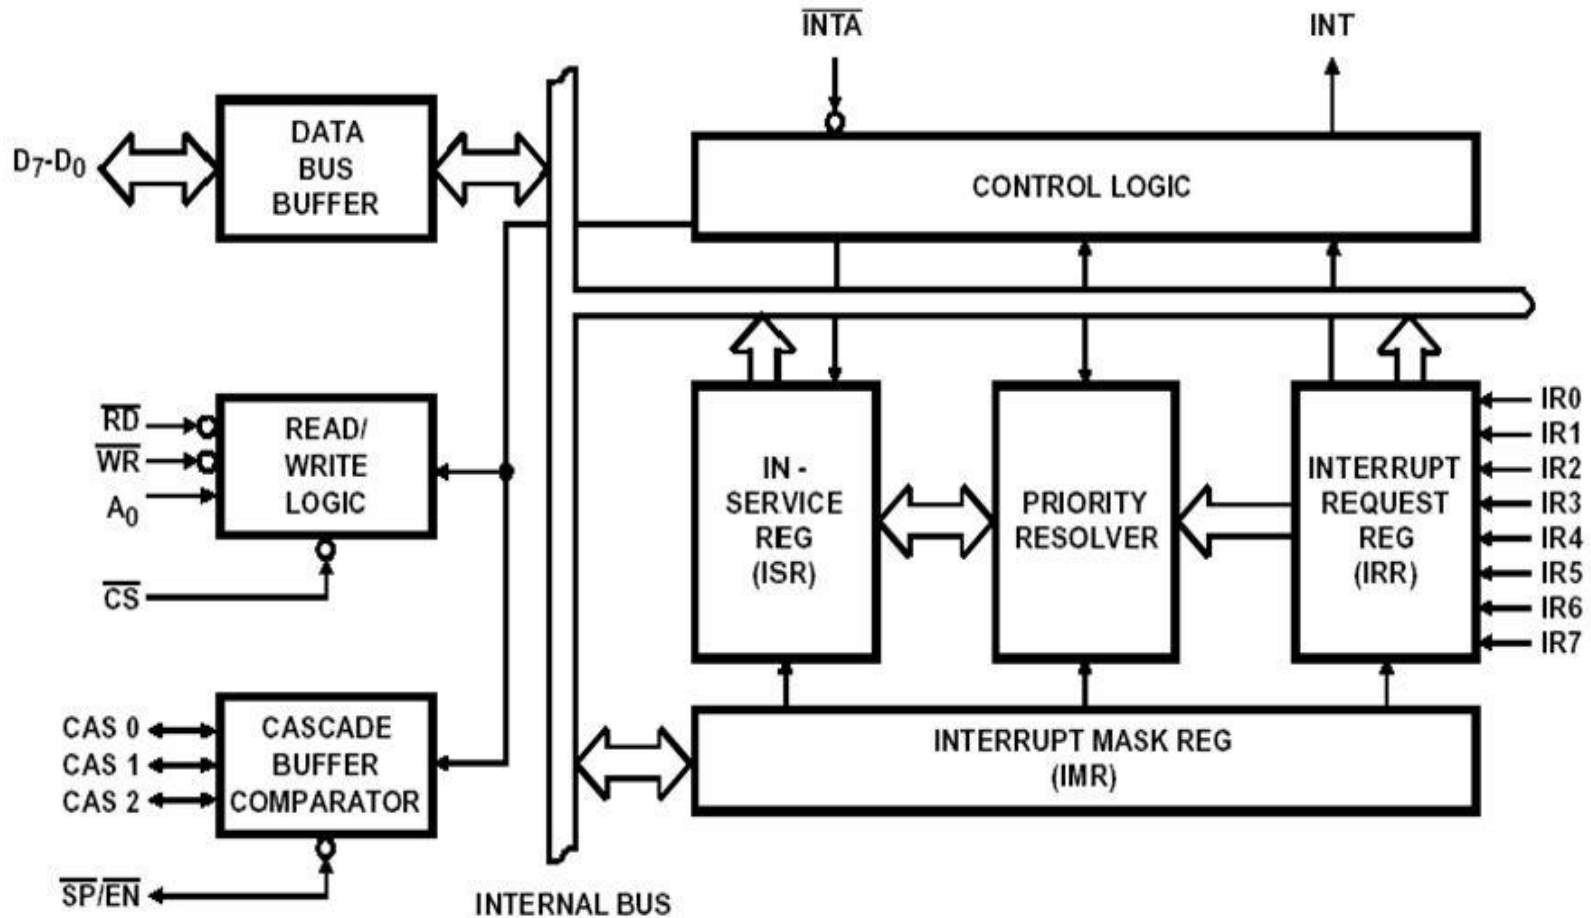 INTA
INT
D7-D0
DATA
BUS
BUFFER
CONTROL LOGIC
RD
WR
A0
READ/
WRITE
LOGIC
CS
IN -
SERVICE
REG
(ISR)
PRIORITY
RESOLVER
INTERRUPT
REQUEST
REG
(IRR)
IR0
IR1
IR2
IR3
IR4
IR5
IR6
IR7
CAS 0
CAS 1
CAS 2
CASCADE
BUFFER
COMPARATOR
INTERRUPT MASK REG
(IMR)
SP/EN
INTERNAL BUS